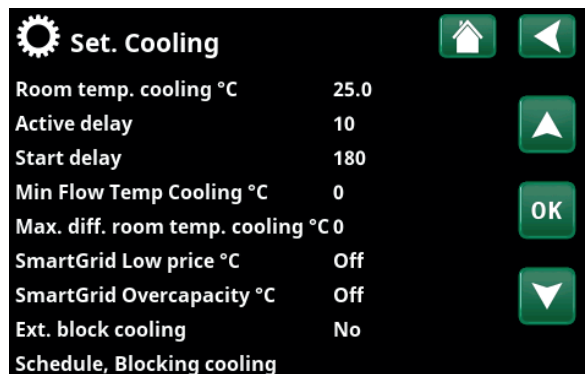 Set. Cooling
Room temp. cooling °C 25.0
Active delay 10
Start delay 180
Min Flow Temp Cooling °C 0
Max. diff. room temp. cooling °C 0
OK
SmartGrid Low price °C Off
SmartGrid Overcapacity °C Off
Ext. block cooling No
Schedule, Blocking cooling